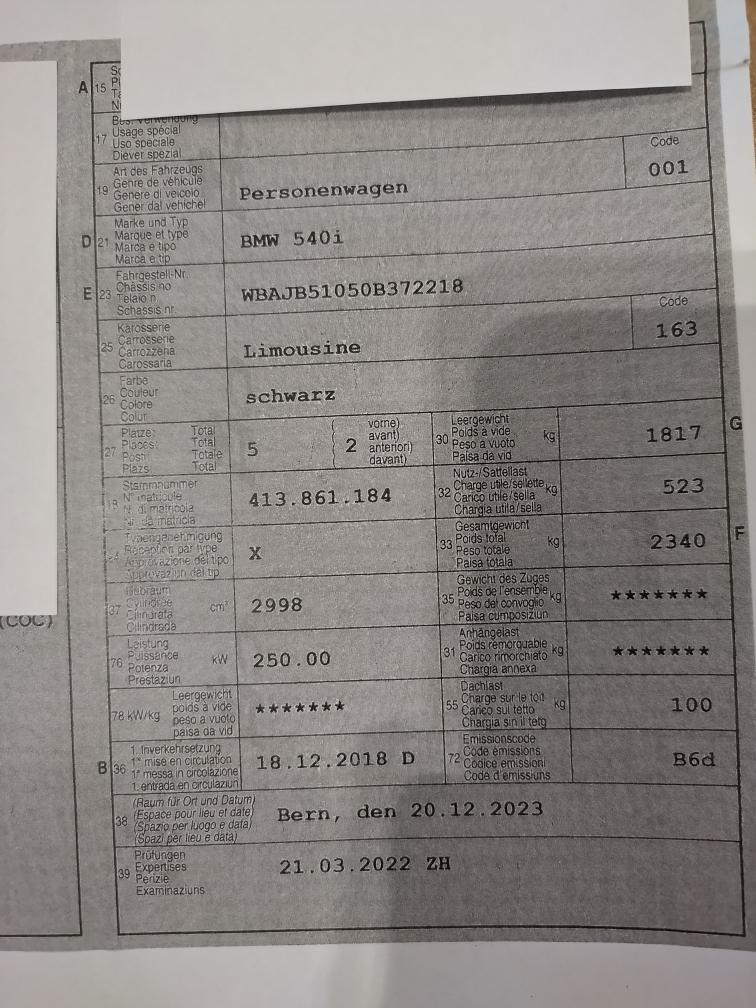 A 15
Bes. Verwendung
17 Usage spécial
Uso speciale
Diever spezial
Art des Fahrzeugs
19 Genre de véhicule
Genere di veicolo
Gener dal vehichel
Personenwagen
Code
001
Marke und Typ
D 21 Marque et type
Marca e tipo
Marca e tip
BMW 540i
Fahrgestell-Nr.
E 23 Châssis no
Telaio n.
Schassis nr.
WBAJB51050B372218
Karosserie
25 Carrosserie
Carrozzeria
Carossaria
Limousine
Code
163
Farbe
26 Couleur
Colore
Colur
schwarz
Plätze: Total
27 Places: Total
Posti: Totale
Plazs: Total
5
vorne)
( 2 avant)
anteriori)
davant)
Leergewicht
30 Poids à vide kg
Peso a vuoto
Paisa da vid
1817 G
Stammnummer
18 N° matricule
N. di matricola
Nr. da matricla
413.861.184
Nutz-/Sattellast
32 Charge utile/sellette kg
Carico utile/sella
Chargia utila/sella
523
Typengenehmigung
24 Réception par type
Approvazione del tipo
Approvaziun dal tip
X
Gesamtgewicht
33 Poids total kg
Peso totale
Paisa totala
2340 F
Hubraum
37 Cylindrée cm³
Cilindrata
Cilindrada
2998
Gewicht des Zuges
35 Poids de l'ensemble kg
Peso del convoglio
Paisa cumposiziun
*******
Leistung
76 Puissance kW
Potenza
Prestaziun
250.00
Anhängelast
31 Poids remorquable kg
Carico rimorchiato
Chargia annexa
*******
Leergewicht
78 kW/kg poids à vide
peso a vuoto
paisa da vid
*******
Dachlast
55 Charge sur le toit kg
Carico sul tetto
Chargia sin il tetg
100
1. Inverkehrsetzung
B 36 1re mise en circulation
1a messa in circolazione
1. entrada en circulaziun
18.12.2018 D
Emissionscode
72 Code émissions
Codice emissioni
Code d'emissiuns
B6d
(Raum für Ort und Datum)
38 (Espace pour lieu et date)
(Spazio per luogo e data)
(Spazi per lieu e data)
Bern, den 20.12.2023
Prüfungen
39 Expertises
Perizie
Examinaziuns
21.03.2022 ZH
(COC)